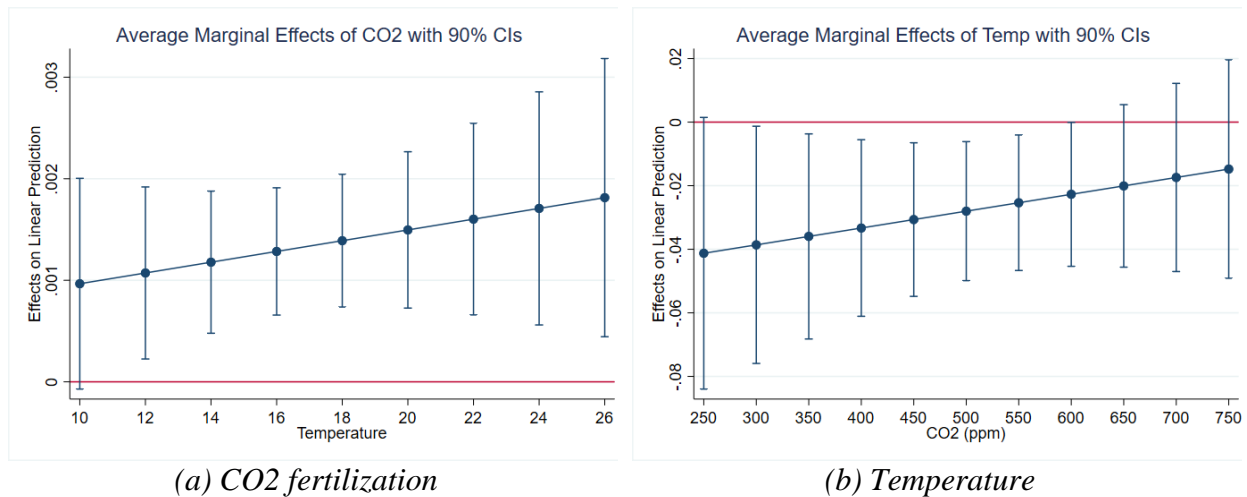 Average Marginal Effects of CO2 with 90% CIs
Effects on Linear Prediction
.003
.002
.001
0
10 12 14 16 18 20 22 24 26
Temperature
(a) CO2 fertilization
Average Marginal Effects of Temp with 90% CIs
Effects on Linear Prediction
.02
0
-.02
-.04
-.06
-.08
250 300 350 400 450 500 550 600 650 700 750
CO2 (ppm)
(b) Temperature